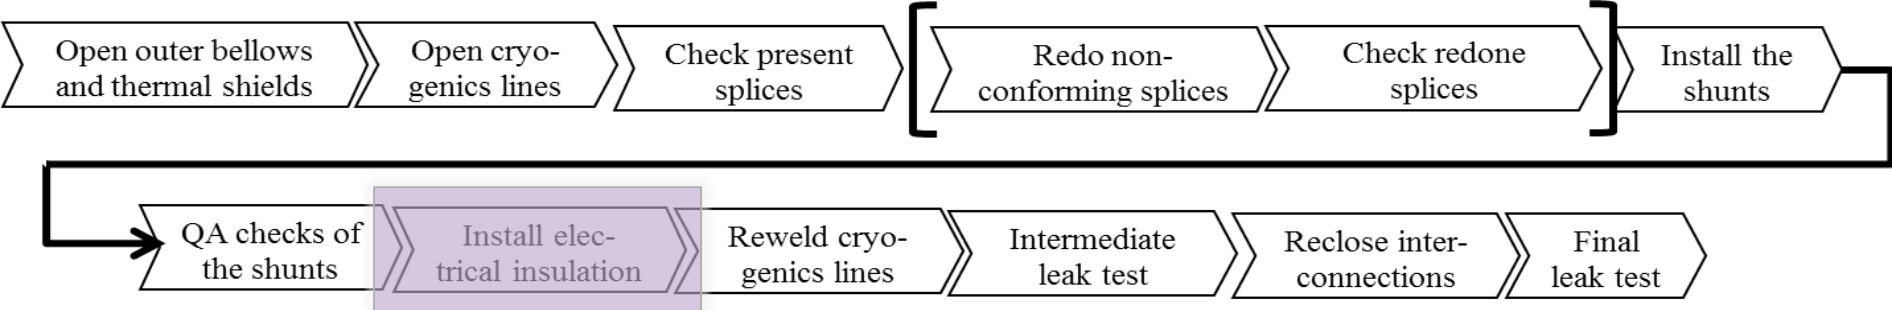 Open outer bellows
and thermal shields
Open cryo-
genics lines
Check present
splices
Redo non-
conforming splices
Check redone
splices
Install the
shunts
QA checks of
the shunts
Install elec-
trical insulation
Reweld cryo-
genics lines
Intermediate
leak test
Reclose inter-
connections
Final
leak test